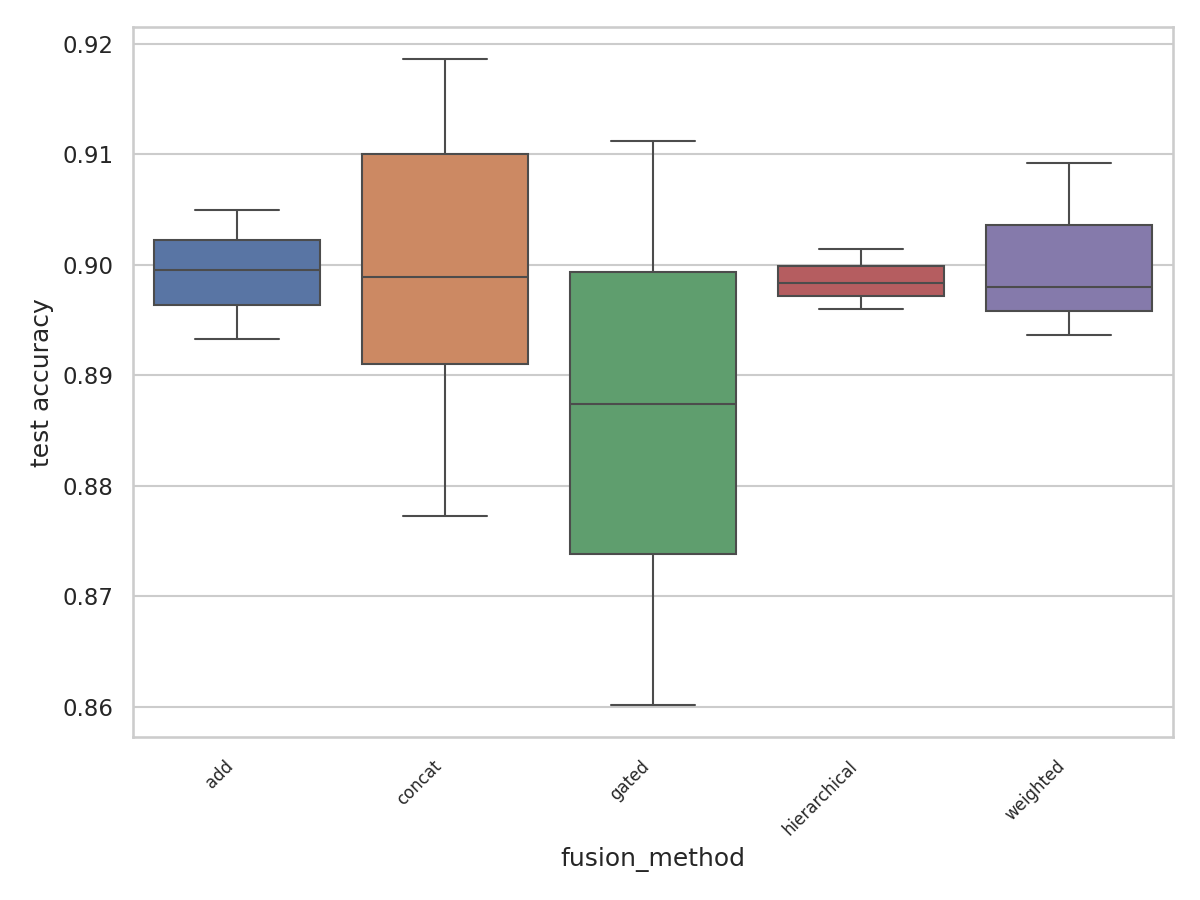 0.92
0.91
0.90
0.89
0.88
0.87
0.86
test accuracy
add
concat
gated
hierarchical
weighted
fusion_method